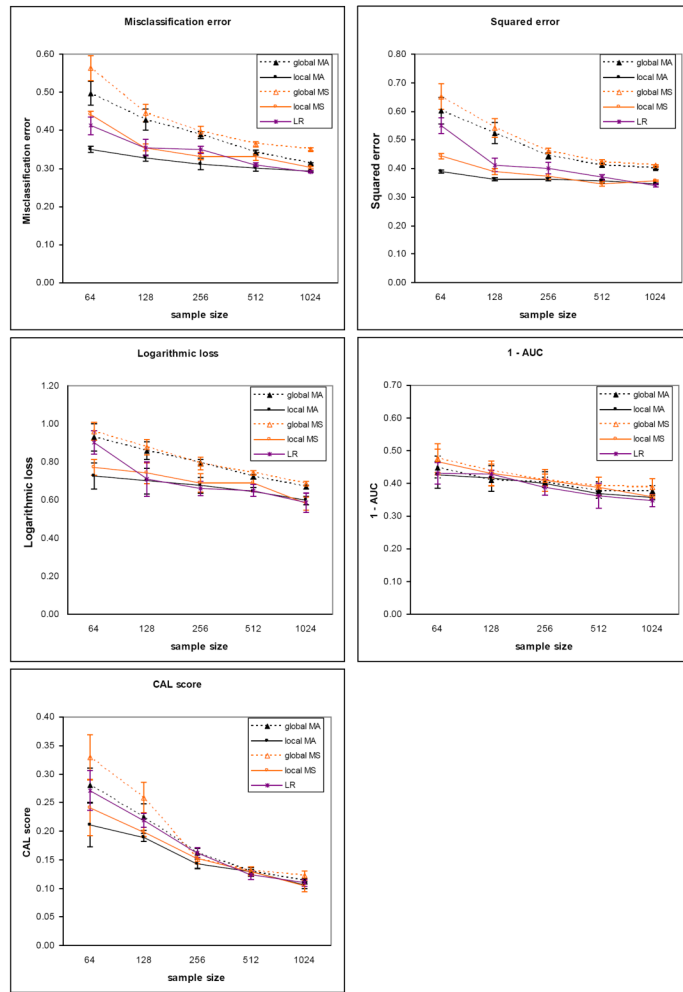 Misclassification error
0.60
0.50
0.40
0.30
0.20
0.10
0.00
Misclassification error
64 128 256 512 1024
sample size
global MA
local MA
global MS
local MS
LR
Squared error
0.80
0.70
0.60
0.50
0.40
0.30
0.20
0.10
0.00
Squared error
64 128 256 512 1024
sample size
global MA
local MA
global MS
local MS
LR
Logarithmic loss
1.20
1.00
0.80
0.60
0.40
0.20
0.00
Logarithmic loss
64 128 256 512 1024
sample size
global MA
local MA
global MS
local MS
LR
1 - AUC
0.70
0.60
0.50
0.40
0.30
0.20
0.10
0.00
1 - AUC
64 128 256 512 1024
sample size
global MA
local MA
global MS
local MS
LR
CAL score
0.40
0.35
0.30
0.25
0.20
0.15
0.10
0.05
0.00
CAL score
64 128 256 512 1024
sample size
global MA
local MA
global MS
local MS
LR